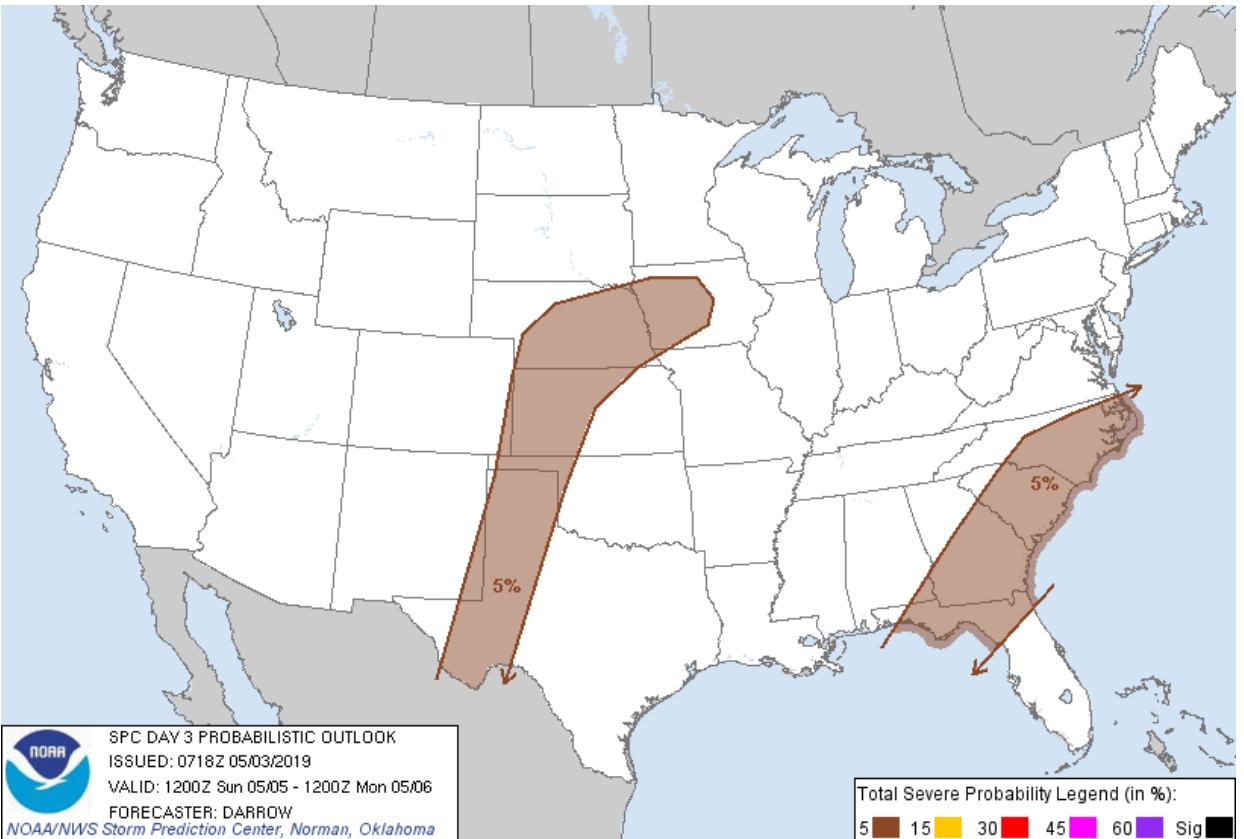 5%
5%
NOAA
SPC DAY 3 PROBABILISTIC OUTLOOK
ISSUED: 0718Z 05/03/2019
VALID: 1200Z Sun 05/05 - 1200Z Mon 05/06
FORECASTER: DARROW
NOAA/NWS Storm Prediction Center, Norman, Oklahoma
Total Severe Probability Legend (in %):
5 15 30 45 60 Sig